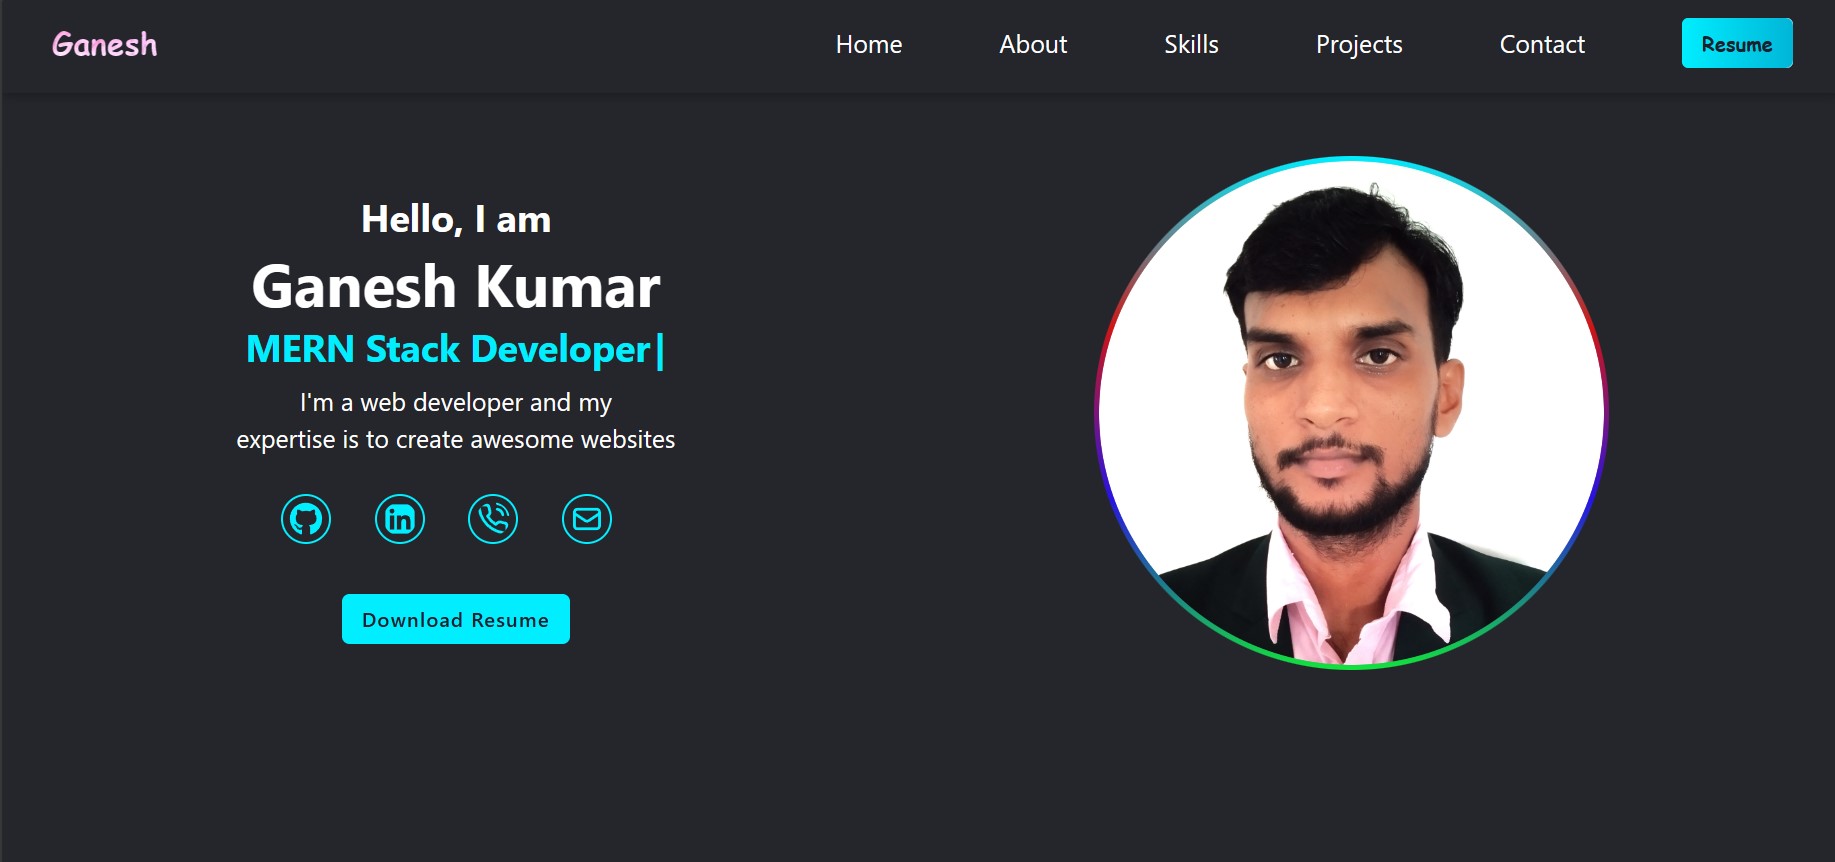 Ganesh
Home
About
Skills
Projects
Contact
Resume
Hello, I am
Ganesh Kumar
MERN Stack Developer|
I'm a web developer and my
expertise is to create awesome websites
in
Download Resume